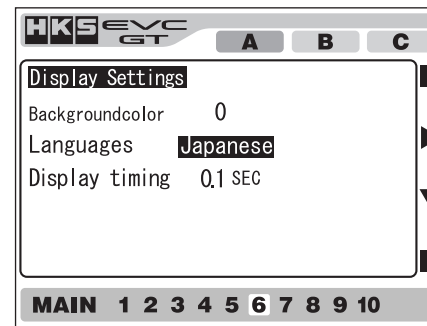 HKS EVC GT A B C
Display Settings
Backgroundcolor 0
Languages Japanese
Display timing 0.1 SEC
MAIN 1 2 3 4 5 6 7 8 9 10